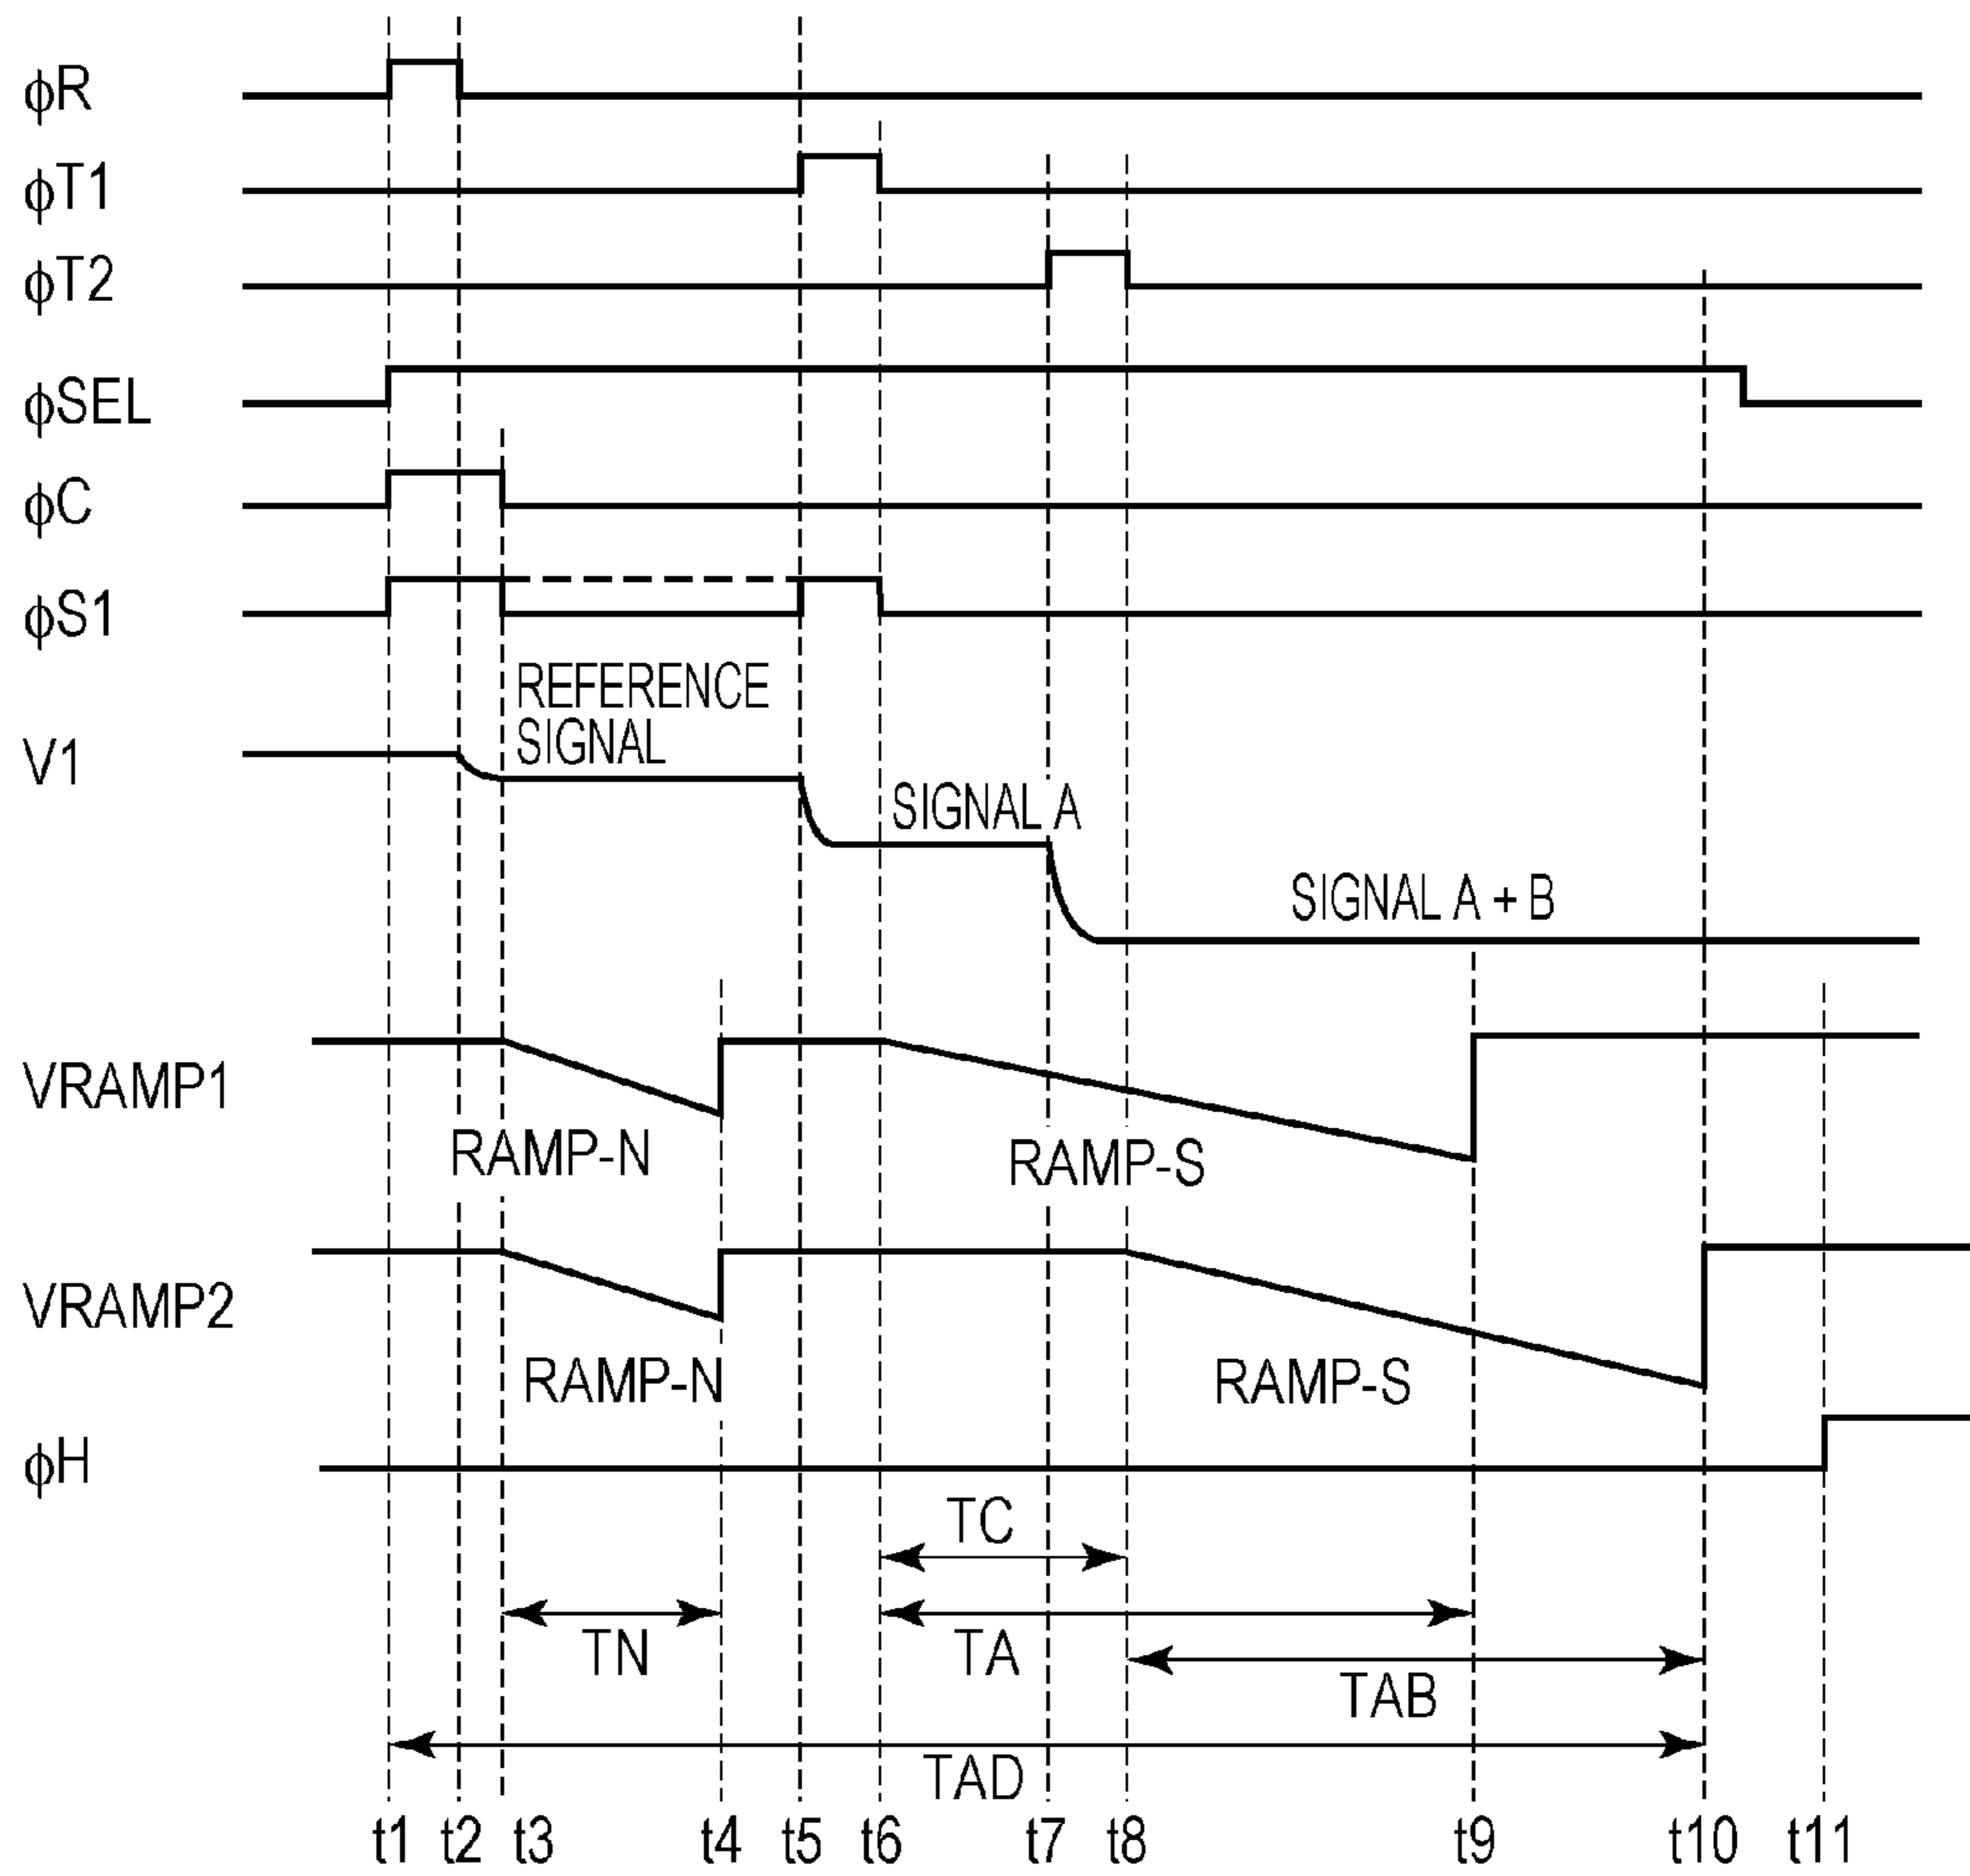 ϕR
ϕT1
ϕT2
ϕSEL
ϕC
ϕS1
REFERENCE
SIGNAL
V1
SIGNAL A
SIGNAL A + B
VRAMP1
RAMP-N
RAMP-S
VRAMP2
RAMP-N
RAMP-S
ϕH
TC
TN
TA
TAB
TAD
t1 t2 t3 t4 t5 t6 t7 t8 t9 t10 t11